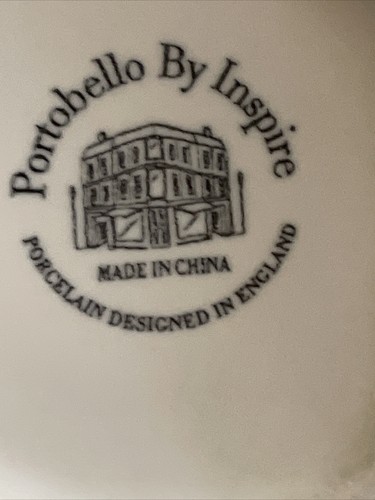 Portobello By Inspire
MADE IN CHINA
PORCELAIN DESIGNED IN ENGLAND